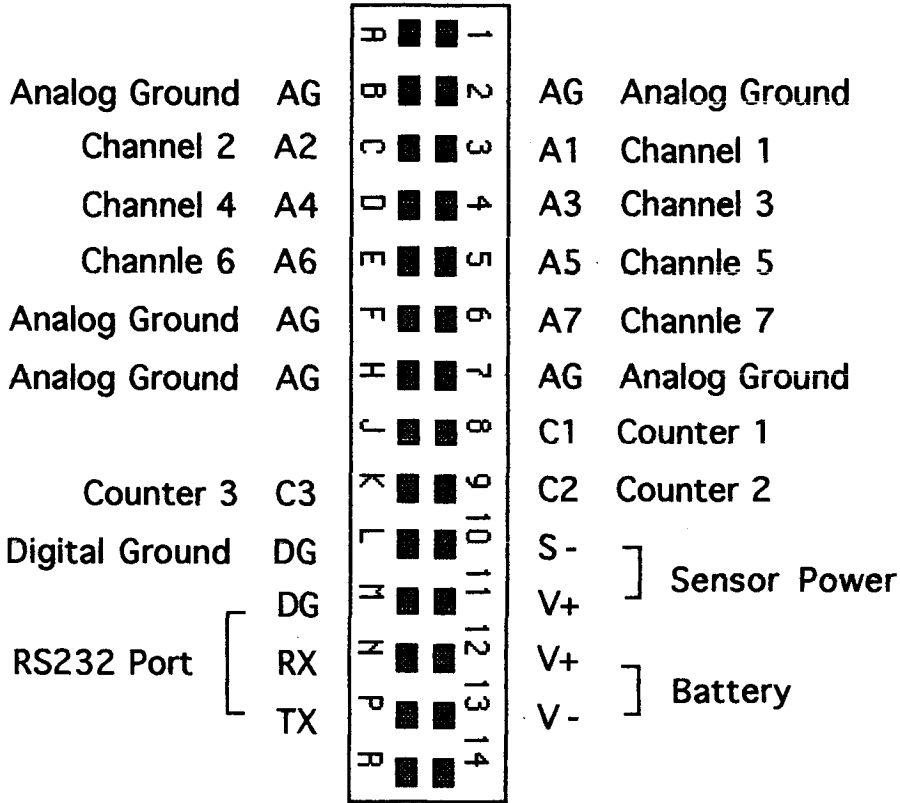 A 1
Analog Ground AG B 2 AG Analog Ground
Channel 2 A2 C 3 A1 Channel 1
Channel 4 A4 D 4 A3 Channel 3
Channle 6 A6 E 5 A5 Channle 5
Analog Ground AG F 6 A7 Channle 7
Analog Ground AG H 7 AG Analog Ground
J 8 C1 Counter 1
Counter 3 C3 K 9 C2 Counter 2
Digital Ground DG L 10 S -
Sensor Power
DG M 11 V+
RS232 Port RX N 12 V+
Battery
TX P 13 V -
R 14